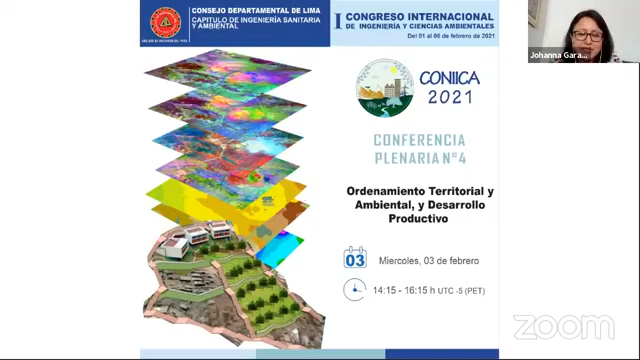 CONSEJO DEPARTAMENTAL DE LIMA
CAPITULO DE INGENIERÍA SANITARIA
Y AMBIENTAL
I CONGRESO INTERNACIONAL
DE INGENIERÍA Y CIENCIAS AMBIENTALES
Del 01 al 06 de febrero de 2021
Johanna Gara...
CONIICA
2021
CONFERENCIA
PLENARIA N°4
Ordenamiento Territorial y
Ambiental, y Desarrollo
Productivo
03
Miercoles, 03 de febrero
14:15 - 16:15 h UTC -5 (PET)
zoom